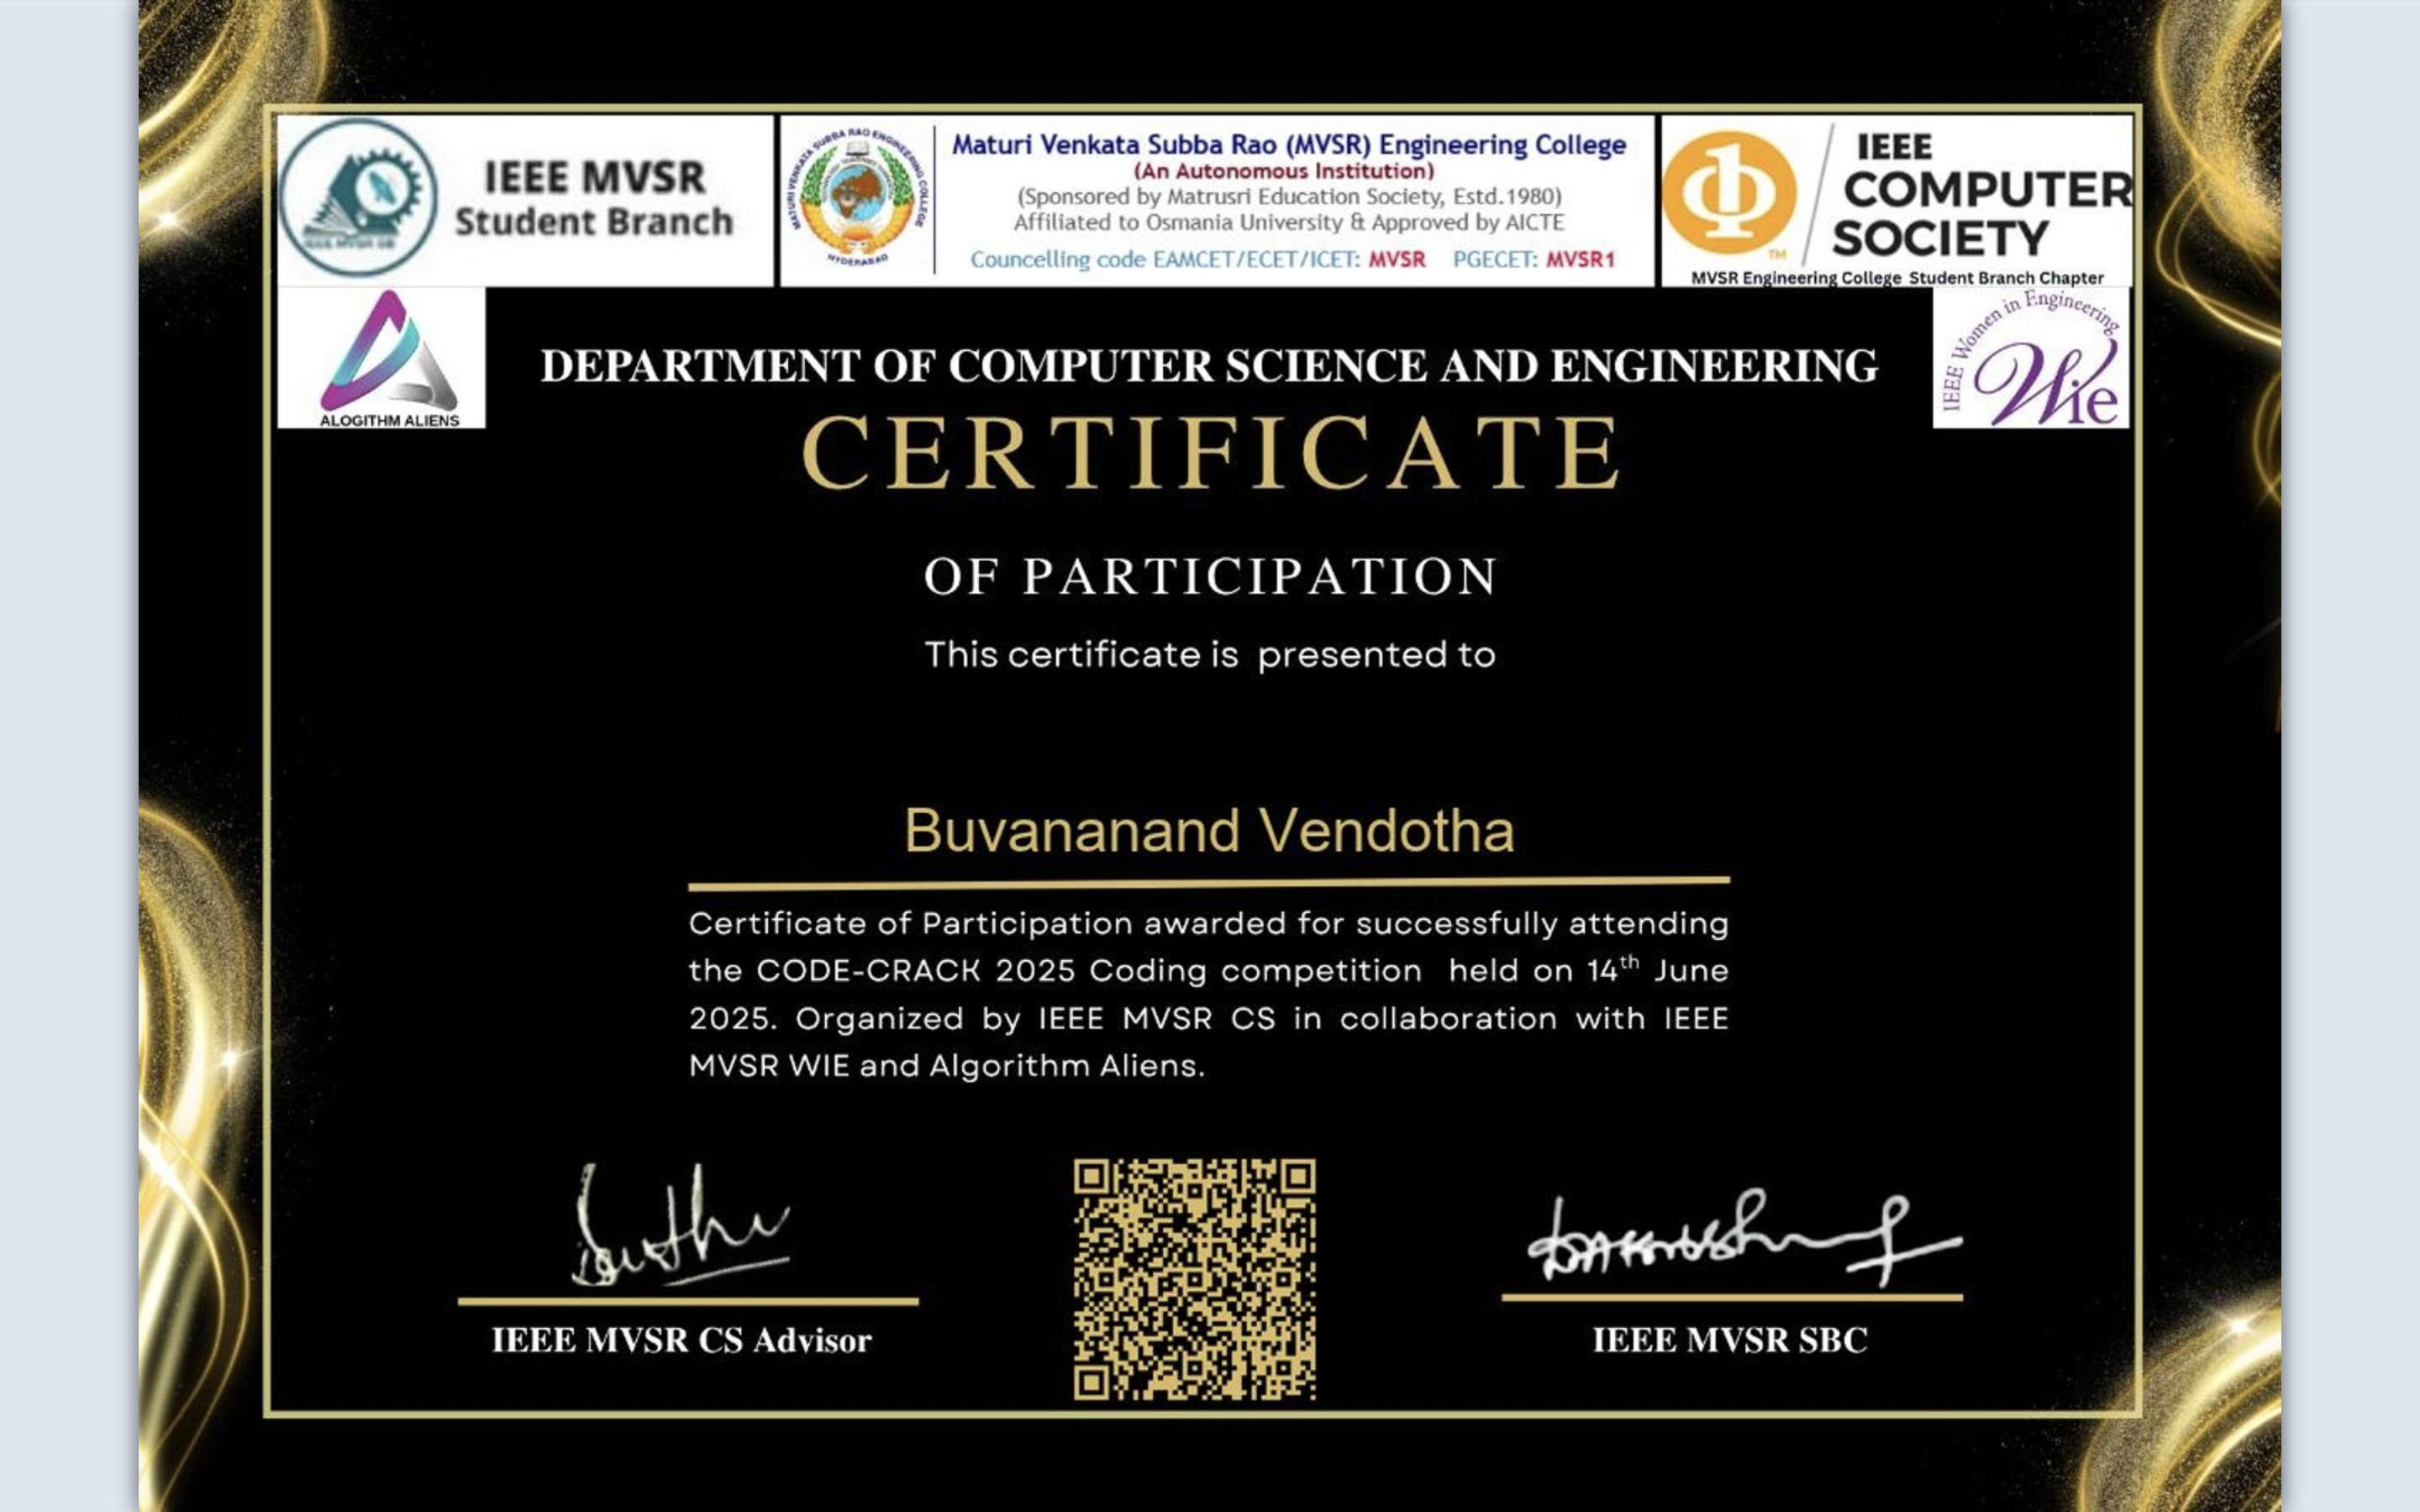 IEEE MVSR
Student Branch
MATURI VENKATA SUBBA RAO ENGINEERING COLLEGE
HYDERABAD
Maturi Venkata Subba Rao (MVSR) Engineering College
(An Autonomous Institution)
(Sponsored by Matrusri Education Society, Estd.1980)
Affiliated to Osmania University & Approved by AICTE
Councelling code EAMCET/ECET/ICET: MVSR PGECET: MVSR1
IEEE
COMPUTER
SOCIETY
TM
MVSR Engineering College Student Branch Chapter
ALOGITHM ALIENS
IEEE Women in Engineering
Wie
DEPARTMENT OF COMPUTER SCIENCE AND ENGINEERING
CERTIFICATE
OF PARTICIPATION
This certificate is presented to
Buvananand Vendotha
Certificate of Participation awarded for successfully attending
the CODE-CRACK 2025 Coding competition held on 14th June
2025. Organized by IEEE MVSR CS in collaboration with IEEE
MVSR WIE and Algorithm Aliens.
IEEE MVSR CS Advisor
IEEE MVSR SBC